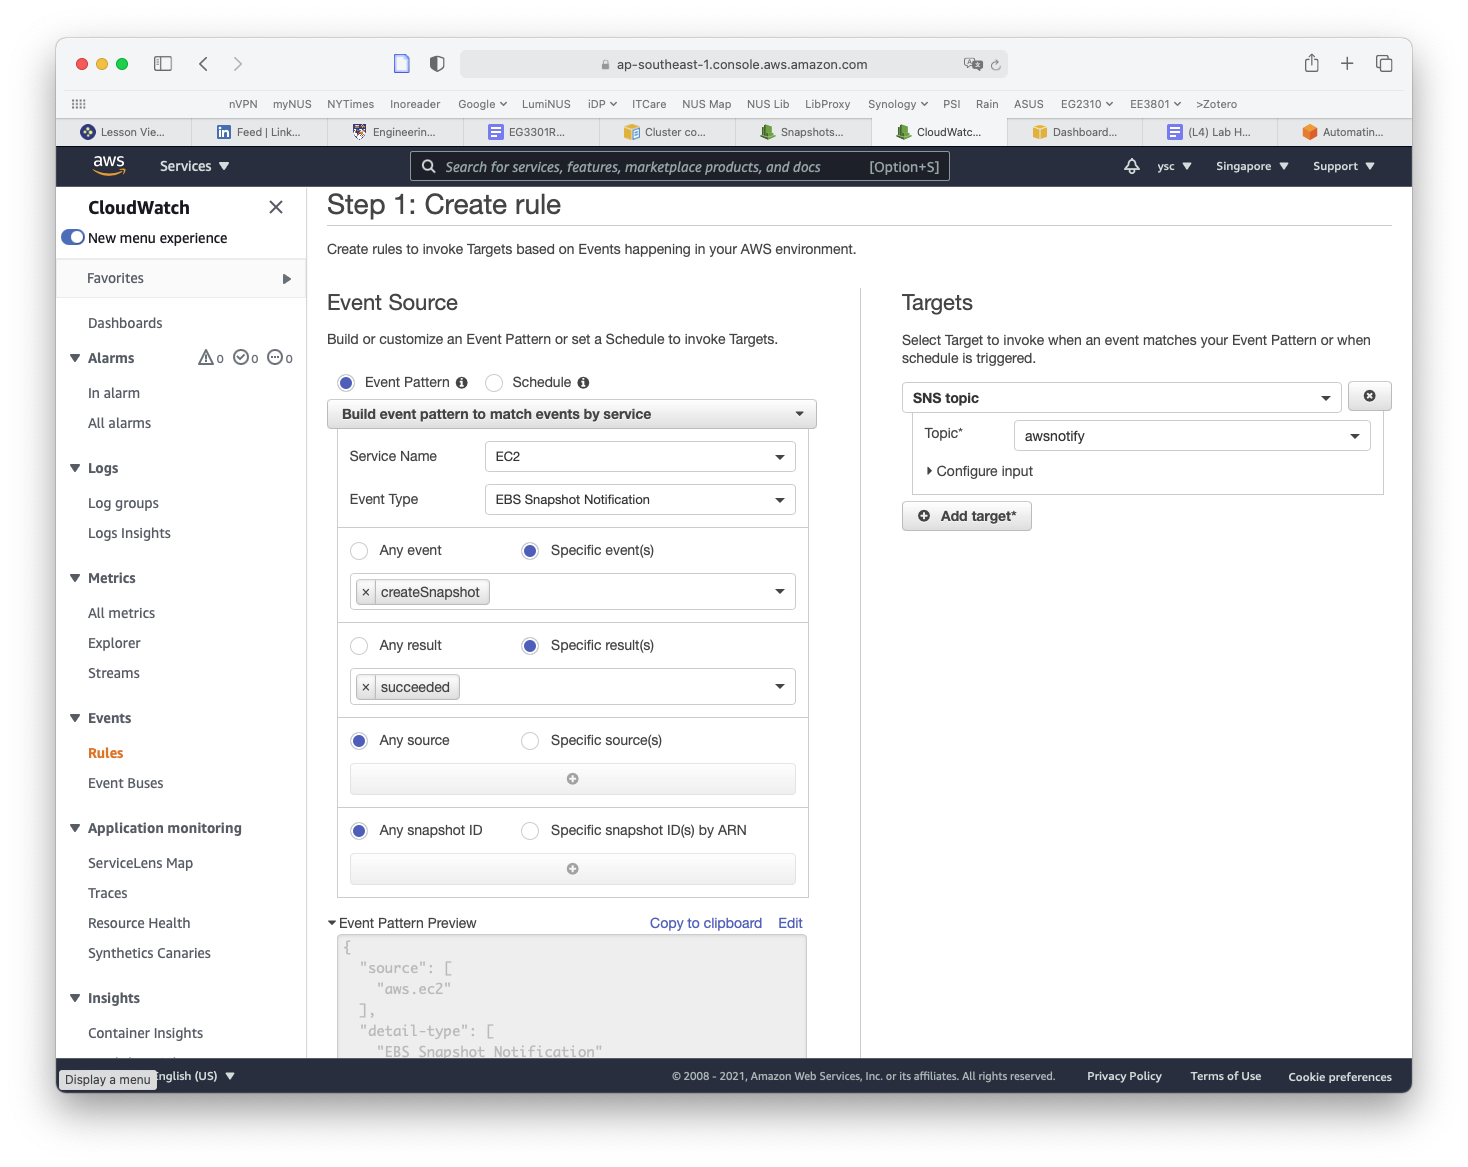 ap-southeast-1.console.aws.amazon.com
nVPN myNUS NYTimes Inoreader Google LumiNUS iDP ITCare NUS Map NUS Lib LibProxy Synology PSI Rain ASUS EG2310 EE3801 >Zotero
Lesson Vie... Feed | Link... Engineerin... EG3301R... Cluster co... Snapshots... CloudWatc... Dashboard... (L4) Lab H... Automatin...
aws Services Search for services, features, marketplace products, and docs [Option+S] ysc Singapore Support
CloudWatch
New menu experience
Favorites
Dashboards
Alarms 0 0 0
In alarm
All alarms
Logs
Log groups
Logs Insights
Metrics
All metrics
Explorer
Streams
Events
Rules
Event Buses
Application monitoring
ServiceLens Map
Traces
Resource Health
Synthetics Canaries
Insights
Container Insights
Step 1: Create rule
Create rules to invoke Targets based on Events happening in your AWS environment.
Event Source
Build or customize an Event Pattern or set a Schedule to invoke Targets.
Event Pattern Schedule
Build event pattern to match events by service
Service Name EC2
Event Type EBS Snapshot Notification
Any event Specific event(s)
× createSnapshot
Any result Specific result(s)
× succeeded
Any source Specific source(s)
Any snapshot ID Specific snapshot ID(s) by ARN
Event Pattern Preview Copy to clipboard Edit
{
"source": [
"aws.ec2"
],
"detail-type": [
"EBS Snapshot Notification"
Targets
Select Target to invoke when an event matches your Event Pattern or when
schedule is triggered.
SNS topic
Topic* awsnotify
Configure input
Add target*
Display a menu
nglish (US) © 2008 - 2021, Amazon Web Services, Inc. or its affiliates. All rights reserved. Privacy Policy Terms of Use Cookie preferences